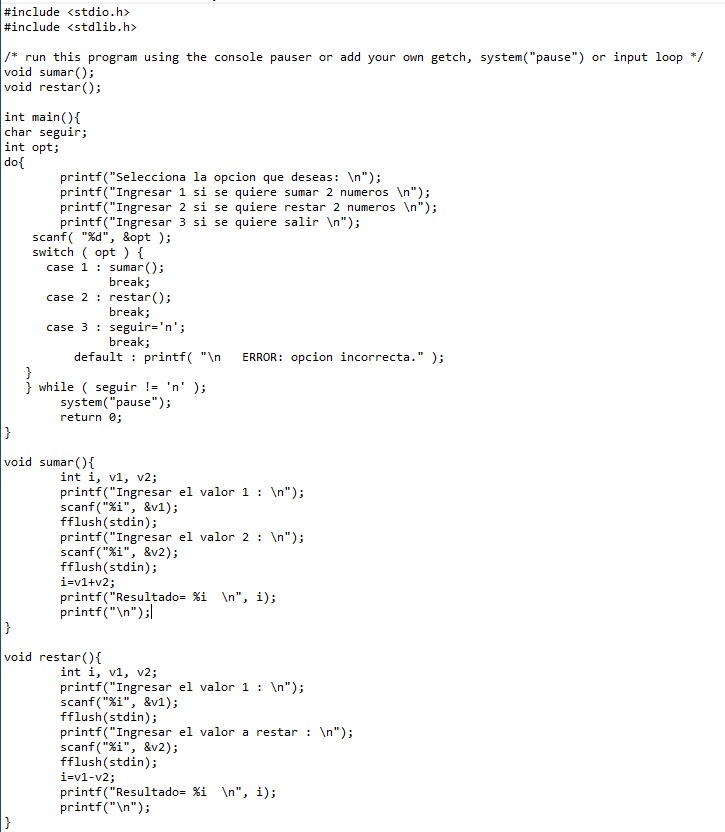 #include <stdio.h>
#include <stdlib.h>
/* run this program using the console pauser or add your own getch, system("pause") or input loop */
void sumar();
void restar();
int main(){
char seguir;
int opt;
do{
printf("Selecciona la opcion que deseas: \n");
printf("Ingresar 1 si se quiere sumar 2 numeros \n");
printf("Ingresar 2 si se quiere restar 2 numeros \n");
printf("Ingresar 3 si se quiere salir \n");
scanf( "%d", &opt );
switch ( opt ) {
case 1 : sumar();
break;
case 2 : restar();
break;
case 3 : seguir='n';
break;
default : printf( "\n   ERROR: opcion incorrecta." );
}
} while ( seguir != 'n' );
system("pause");
return 0;
}
void sumar(){
int i, v1, v2;
printf("Ingresar el valor 1 : \n");
scanf("%i", &v1);
fflush(stdin);
printf("Ingresar el valor 2 : \n");
scanf("%i", &v2);
fflush(stdin);
i=v1+v2;
printf("Resultado= %i  \n", i);
printf("\n");
}
void restar(){
int i, v1, v2;
printf("Ingresar el valor 1 : \n");
scanf("%i", &v1);
fflush(stdin);
printf("Ingresar el valor a restar : \n");
scanf("%i", &v2);
fflush(stdin);
i=v1-v2;
printf("Resultado= %i  \n", i);
printf("\n");
}